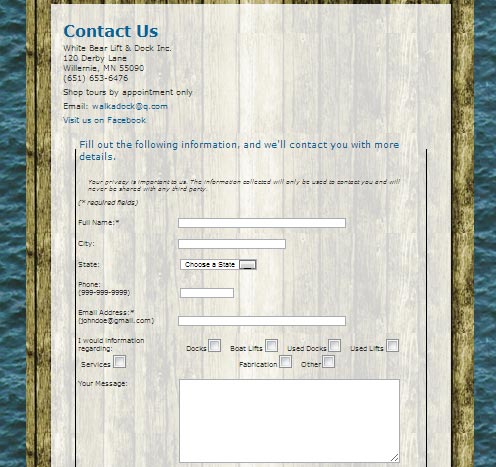 Contact Us
White Bear Lift & Dock Inc.
120 Derby Lane
Willernie, MN 55090
(651) 653-6476
Shop tours by appointment only
Email: walkadock@q.com
Visit us on Facebook
Fill out the following information, and we'll contact you with more
details.
Your privacy is important to us. The information collected will only be used to contact you and will
never be shared with any third party.
(* required fields)
Full Name:*
City:
State: Choose a State
Phone:
(999-999-9999)
Email Address:*
(johndoe@gmail.com)
I would information
regarding: Docks Boat Lifts Used Docks Used Lifts
Services Fabrication Other
Your Message: